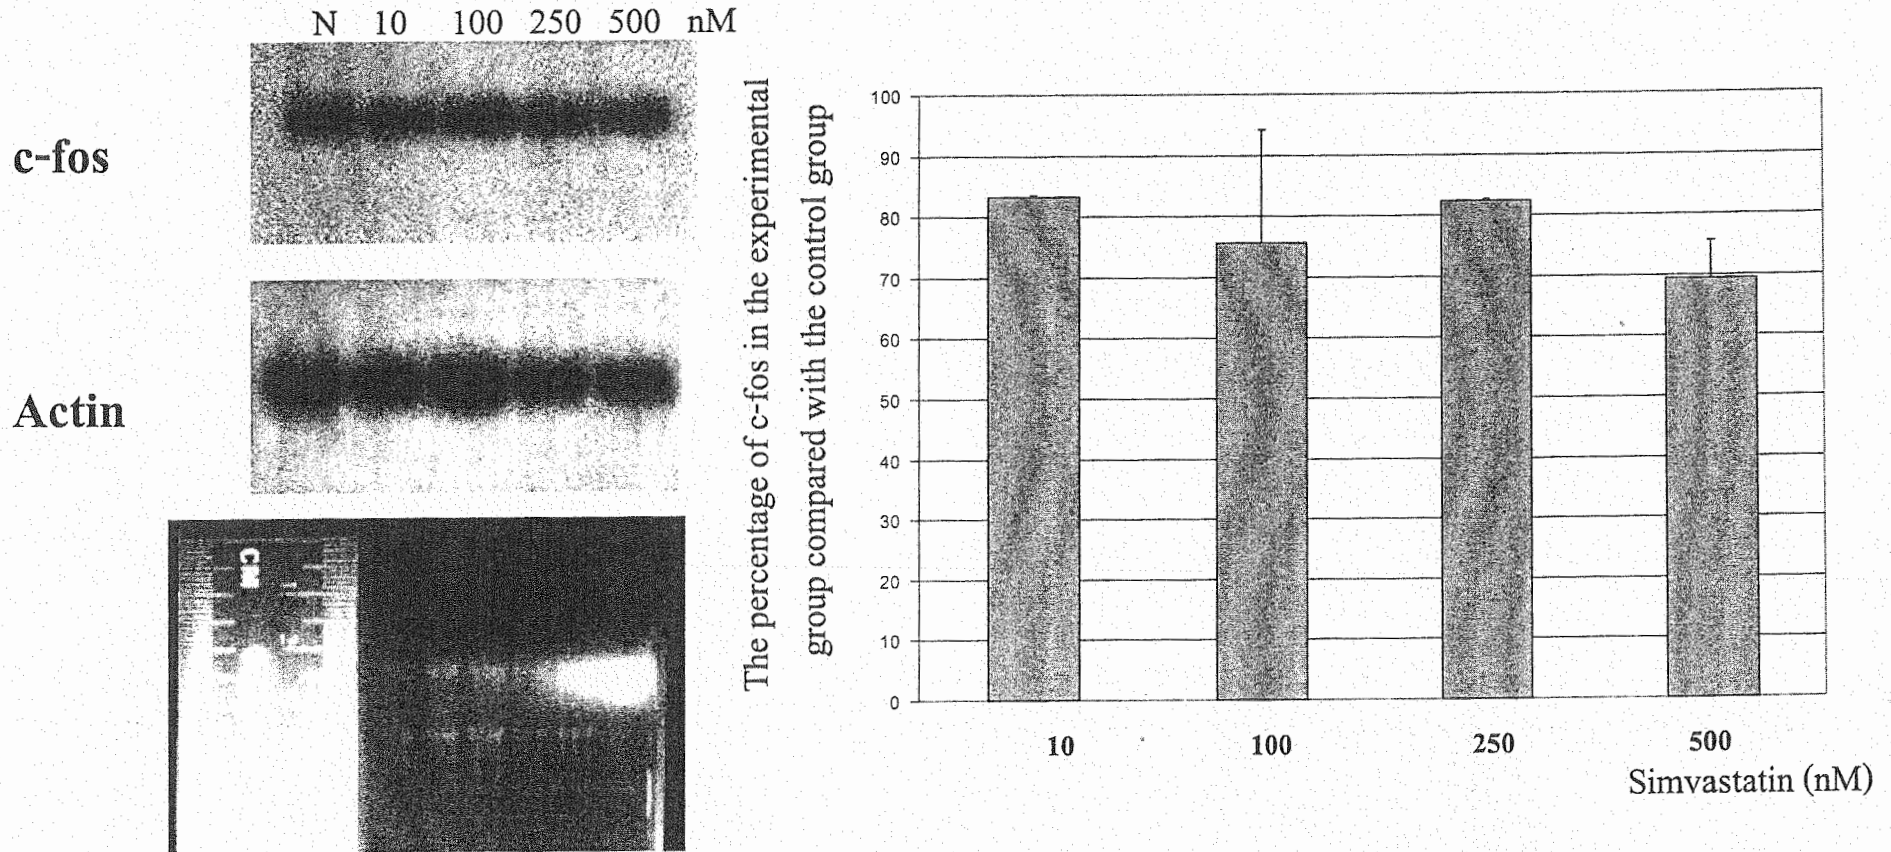 N 10 100 250 500 nM
c-fos
Actin
The percentage of c-fos in the experimental
group compared with the control group
100
90
80
70
60
50
40
30
20
10
0
10 100 250 500
Simvastatin (nM)